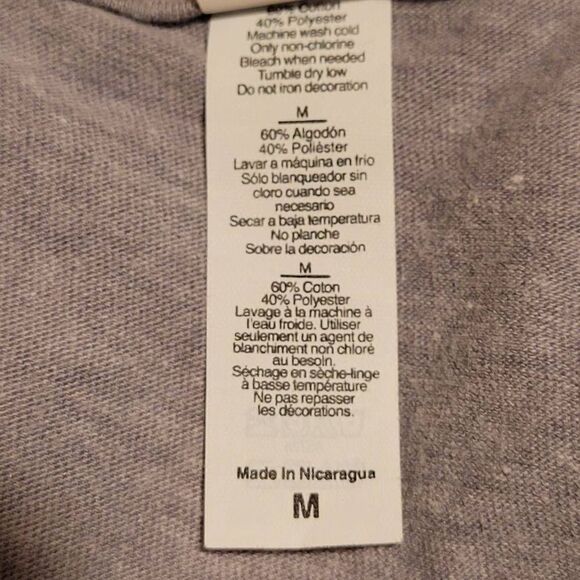 60% Cotton
40% Polyester
Machine wash cold
Only non-chlorine
Bleach when needed
Tumble dry low
Do not iron decoration
M
60% Algodón
40% Poliéster
Lavar a máquina en frio
Sólo blanqueador sin
cloro cuando sea
necesario
Secar a baja temperatura
No planche
Sobre la decoración
M
60% Coton
40% Polyester
Lavage à la machine à
l'eau froide. Utiliser
seulement un agent de
blanchiment non chloré
au besoin.
Séchage en sèche-linge
à basse température
Ne pas repasser
les décorations.
Made In Nicaragua
M